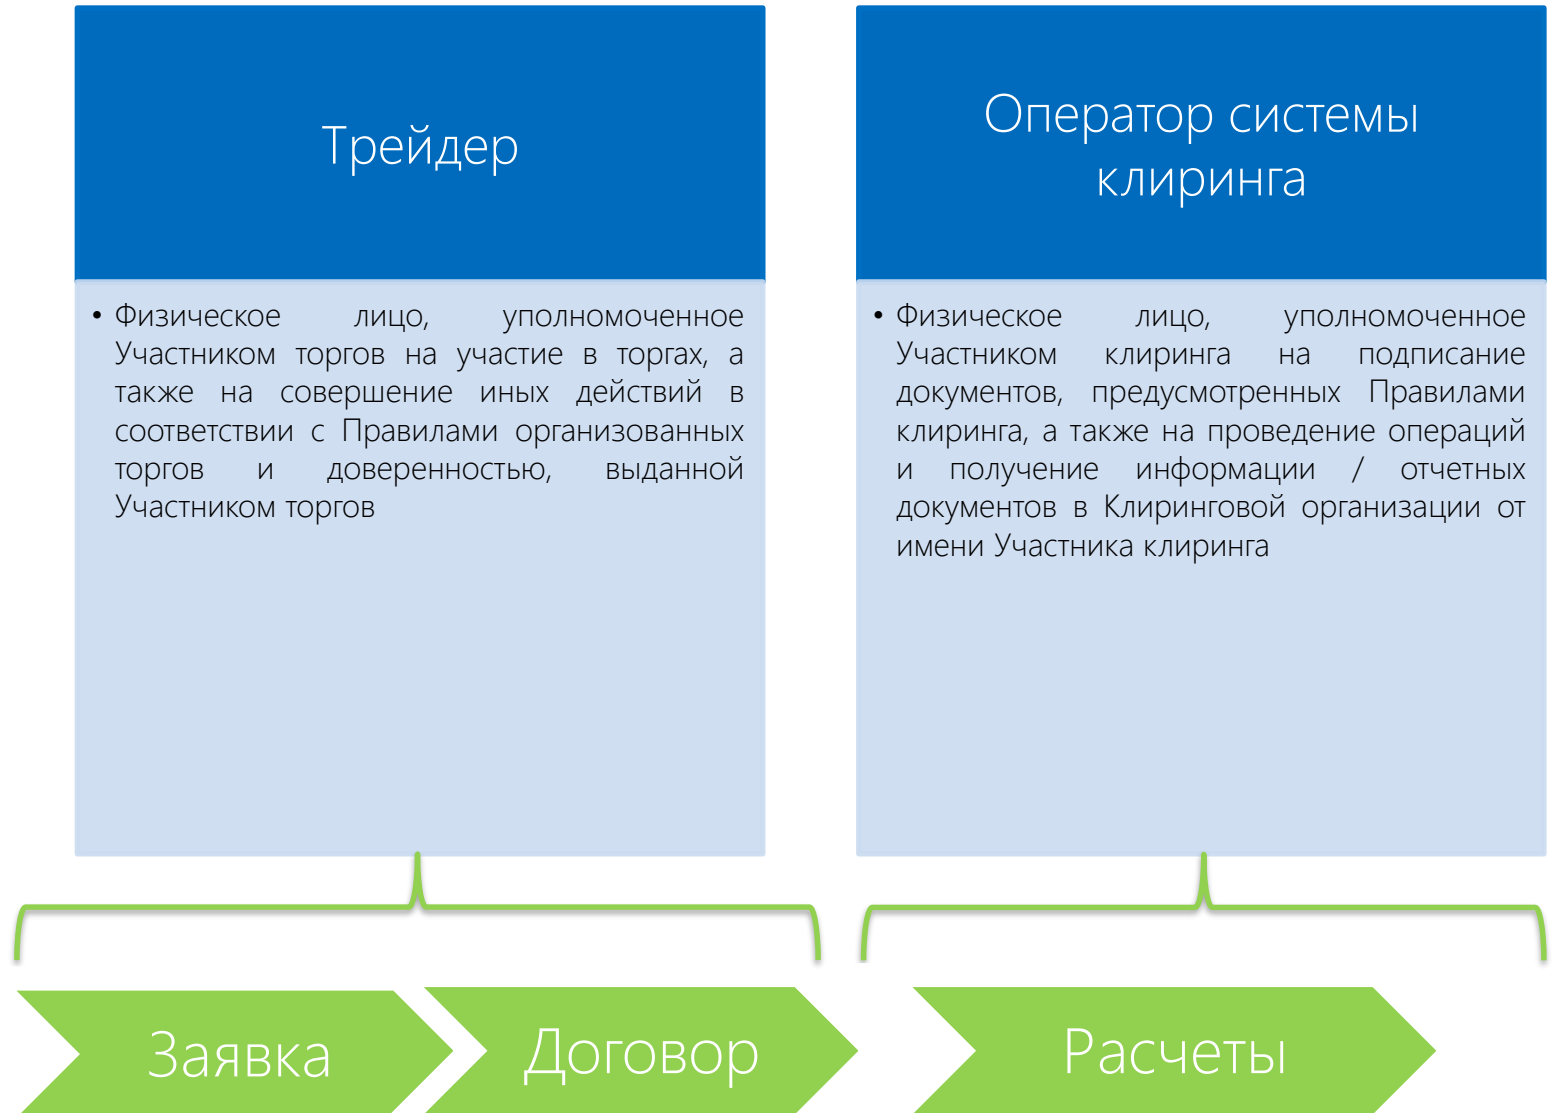 Трейдер
• Физическое лицо, уполномоченное
Участником торгов на участие в торгах, а
также на совершение иных действий в
соответствии с Правилами организованных
торгов и доверенностью, выданной
Участником торгов
Оператор системы
клиринга
• Физическое лицо, уполномоченное
Участником клиринга на подписание
документов, предусмотренных Правилами
клиринга, а также на проведение операций
и получение информации / отчетных
документов в Клиринговой организации от
имени Участника клиринга
Заявка
Договор
Расчеты